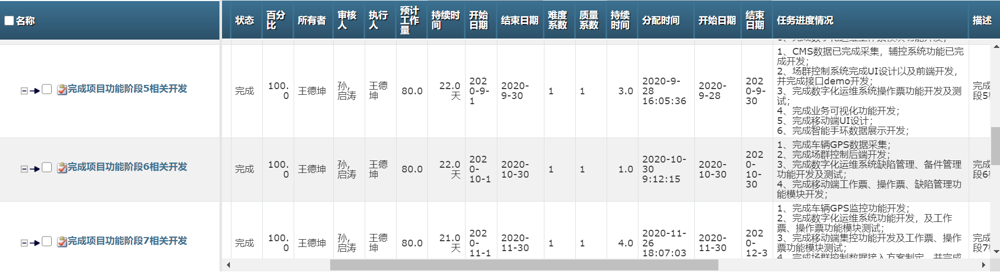 名称
状态
百分
比
所有者
审核
人
执行
人
预计
工作
量
持续时
间
开始
日期
结束日期
难度
系数
质量
系数
持续
时间
分配时间
开始日期
结束
日期
任务进度情况
描述
完成项目功能阶段5相关开发
完成
100.
0
王德坤
孙,
启涛
王德
坤
80.0
22.0
天
202
0-9-
1
2020-
9-30
1
1
3.0
2020-9-
28
16:05:36
2020-
9-28
202
0-9-
30
1、CMS数据已完成采集，辅控系统功能已完
成开发；
2、场群控制系统完成UI设计以及前端开发，
并完成接口demo开发；
3、完成数字化运维系统操作票功能开发及测
试；
4、完成业务可视化功能开发；
5、完成移动端UI设计；
6、完成智能手环数据展示开发；
完成
段5
完成项目功能阶段6相关开发
完成
100.
0
王德坤
孙,
启涛
王德
坤
80.0
22.0
天
202
0-
10-1
2020-
10-30
1
1
1.0
2020-10-
30
9:12:15
2020-
10-30
202
0-
10-
30
1、完成车辆GPS数据采集；
2、完成场群控制后端开发；
3、完成数字化运维系统缺陷管理、备件管理
功能开发及测试；
4、完成移动端工作票、操作票、缺陷管理功
能模块开发；
完成
段6
完成项目功能阶段7相关开发
完成
100.
0
王德坤
孙,
启涛
王德
坤
80.0
21.0
天
202
0-
11-1
2020-
11-30
1
1
4.0
2020-11-
26
18:07:03
2020-
11-30
202
0-
12-3
1、完成车辆GPS监控功能开发；
2、完成数字化运维系统功能开发，及工作
票、操作票功能模块测试；
3、完成移动端集控功能开发及工作票、操作
票功能模块测试；
4、完成场群控制数据接入方案制定，并完成
完成
段7